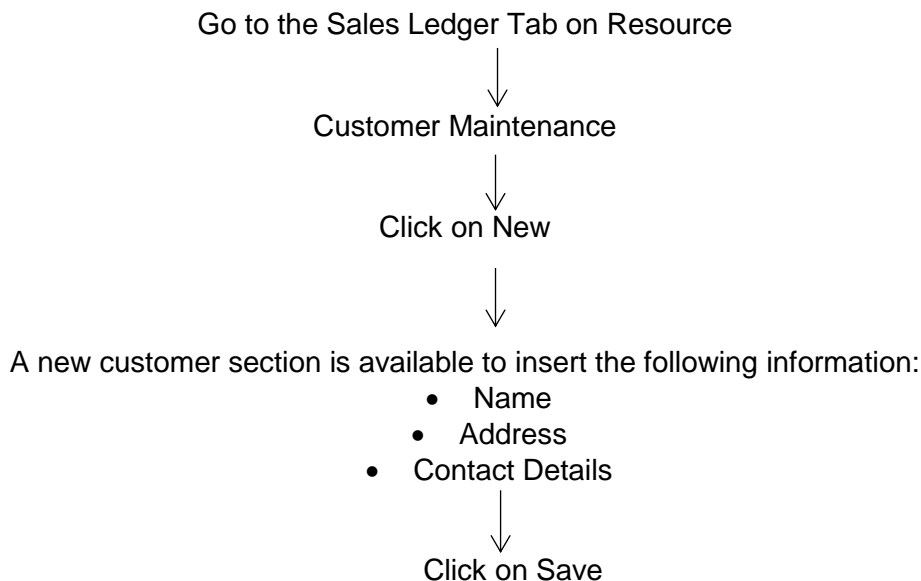 Go to the Sales Ledger Tab on Resource
Customer Maintenance
Click on New
A new customer section is available to insert the following information:
• Name
• Address
• Contact Details
Click on Save